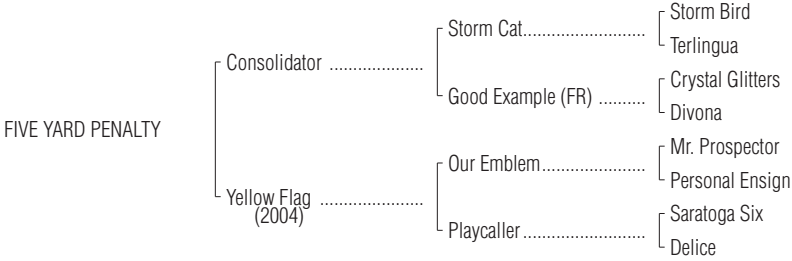 Storm Bird
Storm Cat..........................
Terlingua
Consolidator ....................
Crystal Glitters
Good Example (FR) ..........
Divona
FIVE YARD PENALTY
Mr. Prospector
Our Emblem......................
Personal Ensign
Yellow Flag ......................
(2004)
Saratoga Six
Playcaller ..........................
Delice